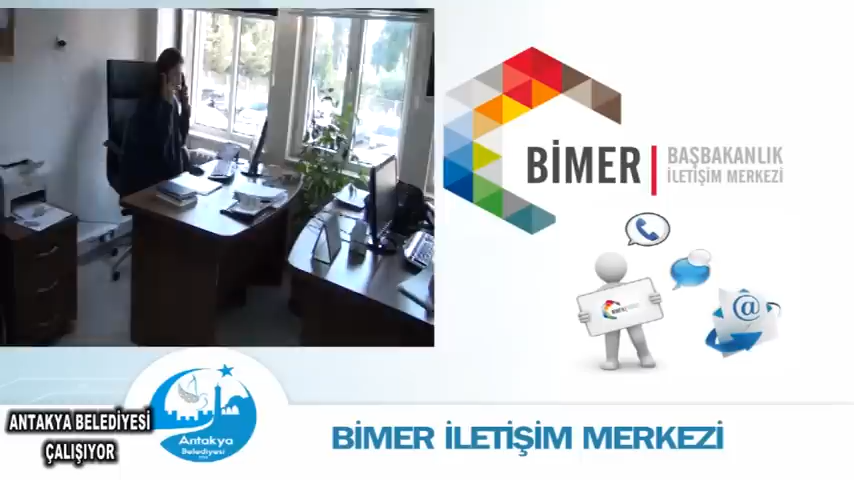 BİMER
BAŞBAKANLIK
İLETİŞİM MERKEZİ
@
Antakya
Belediyesi
ANTAKYA BELEDİYESİ
ÇALIŞIYOR
BİMER İLETİŞİM MERKEZİ